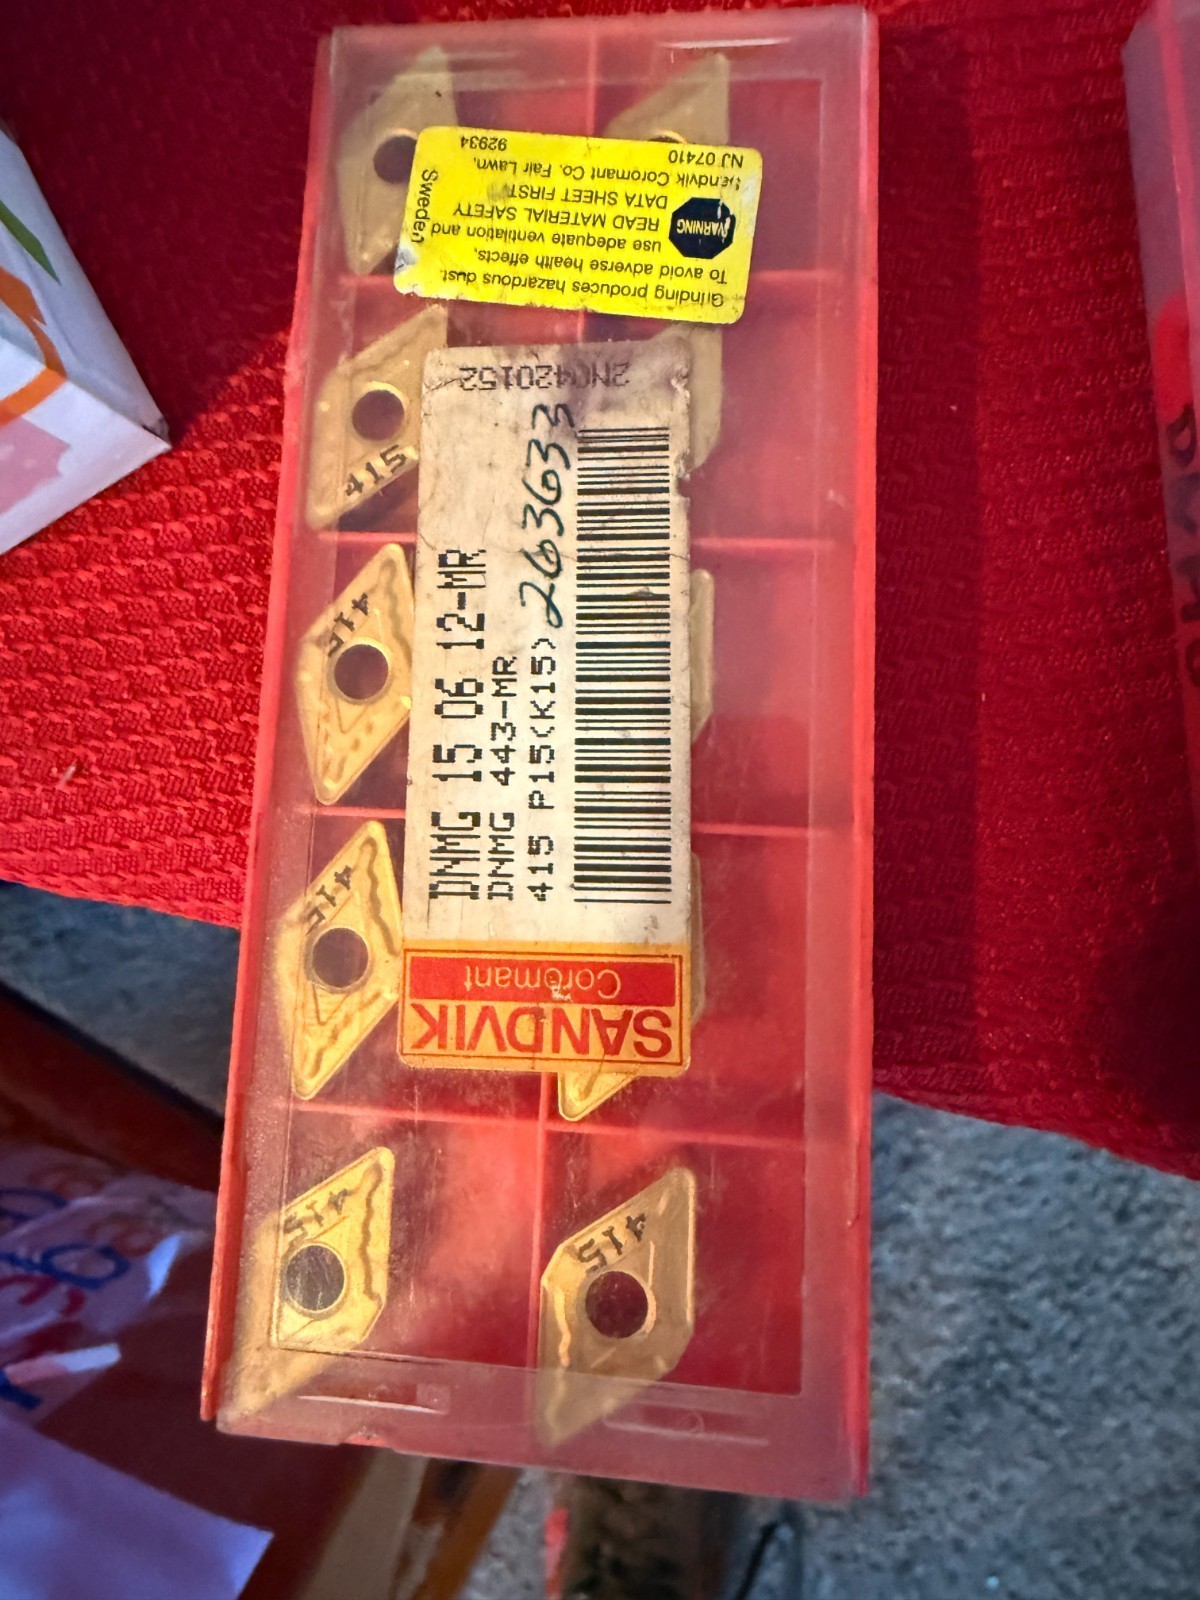 Grinding produces hazardous dust.
To avoid adverse health effects,
use adequate ventilation and
READ MATERIAL SAFETY
DATA SHEET FIRST.
Sandvik Coromant Co. Fair Lawn,
NJ 07410
92934
WARNING
Sweden
SANDVIK
Coromant
DNMG 15 06 12-MR
DNMG 443-MR
415 P15(K15)
263633
415
415
415
415
415